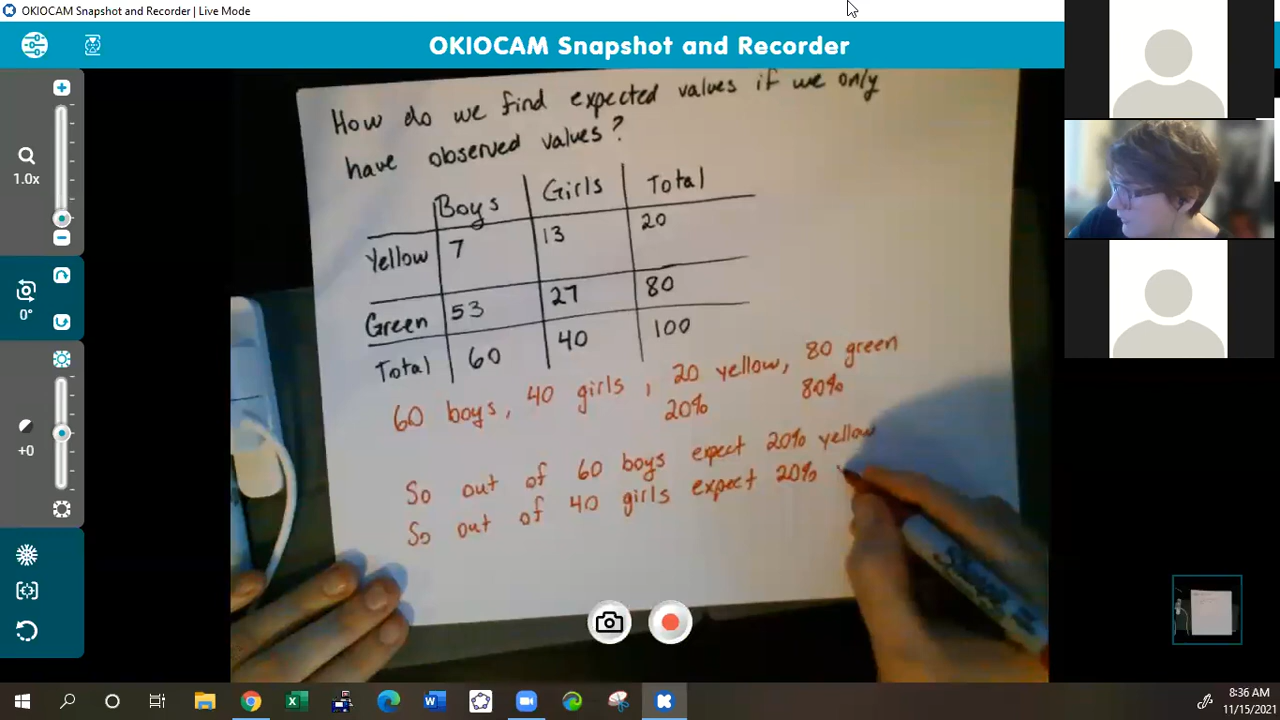 OKIOCAM Snapshot and Recorder | Live Mode
OKIOCAM Snapshot and Recorder
1.0x
0°
+0
How do we find expected values if we only
have observed values?
Boys Girls Total
Yellow 7 13 20
Green 53 27 80
Total 60 40 100
60 boys, 40 girls, 20 yellow, 80 green
20% 80%
So out of 60 boys expect 20% yellow
So out of 40 girls expect 20%
8:36 AM
11/15/2021